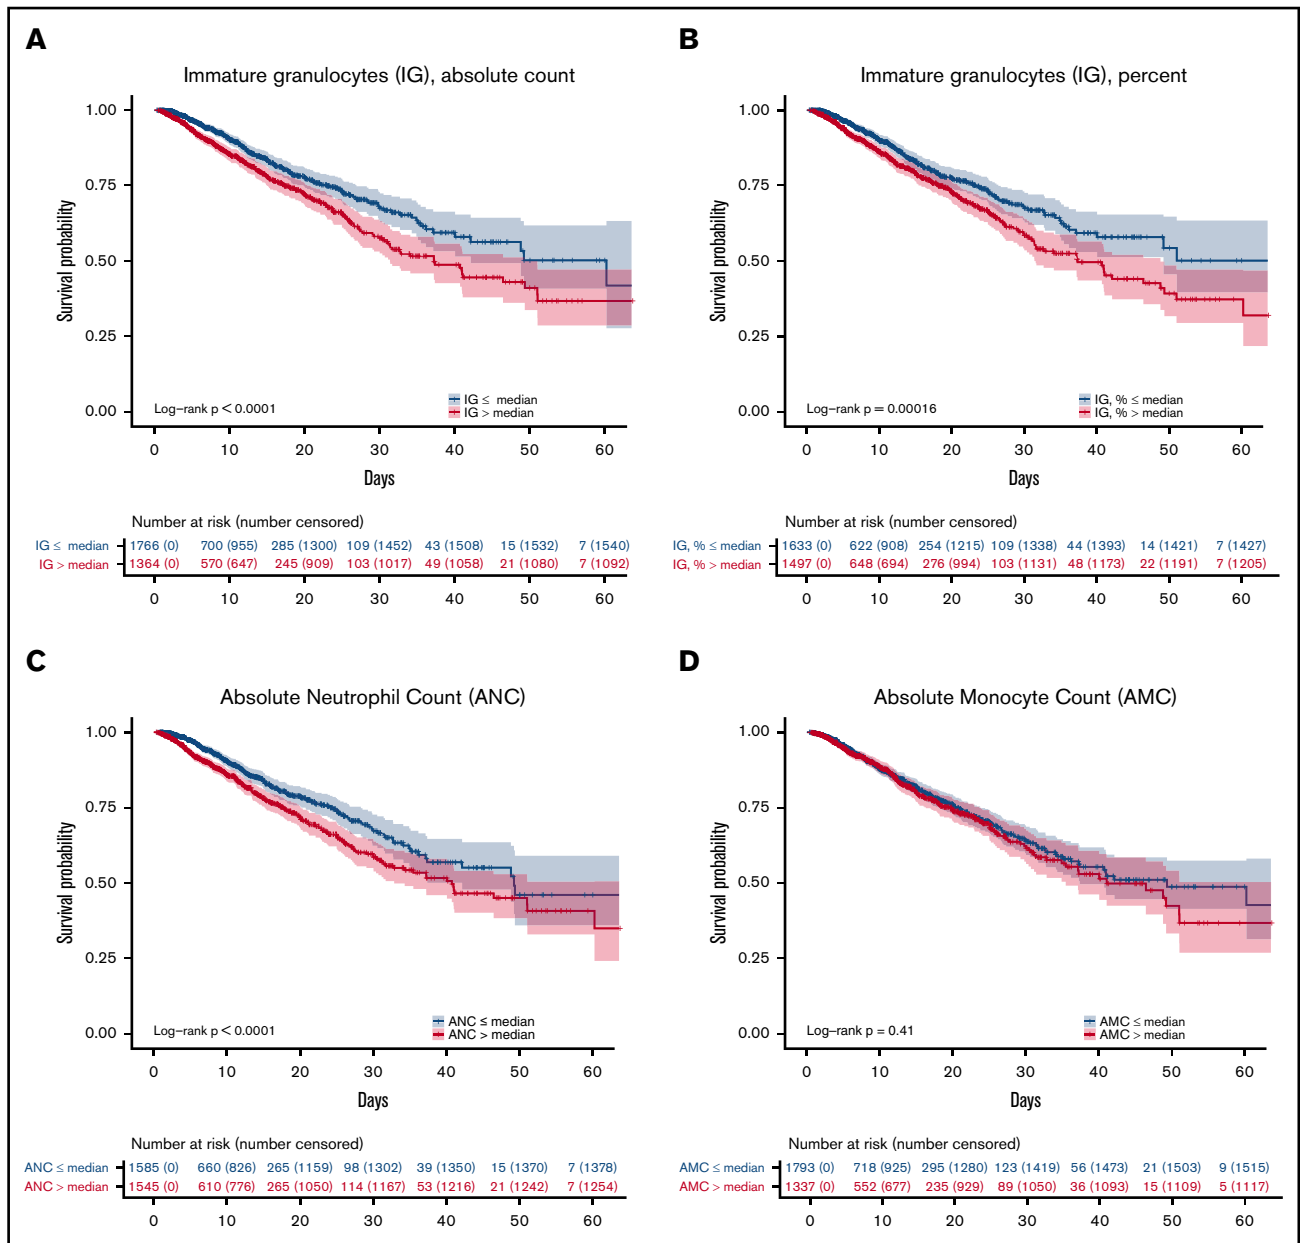 A
Immature granulocytes (IG), absolute count
1.00
0.75
0.50
0.25
0.00
Survival probability
Log–rank p < 0.0001
IG ≤ median
IG > median
0 10 20 30 40 50 60
Days
Number at risk (number censored)
IG ≤ median 1766 (0) 700 (955) 285 (1300) 109 (1452) 43 (1508) 15 (1532) 7 (1540)
IG > median 1364 (0) 570 (647) 245 (909) 103 (1017) 49 (1058) 21 (1080) 7 (1092)
0 10 20 30 40 50 60
B
Immature granulocytes (IG), percent
1.00
0.75
0.50
0.25
0.00
Survival probability
Log–rank p = 0.00016
IG, % ≤ median
IG, % > median
0 10 20 30 40 50 60
Days
Number at risk (number censored)
IG, % ≤ median 1633 (0) 622 (908) 254 (1215) 109 (1338) 44 (1393) 14 (1421) 7 (1427)
IG, % > median 1497 (0) 648 (694) 276 (994) 103 (1131) 48 (1173) 22 (1191) 7 (1205)
0 10 20 30 40 50 60
C
Absolute Neutrophil Count (ANC)
1.00
0.75
0.50
0.25
0.00
Survival probability
Log–rank p < 0.0001
ANC ≤ median
ANC > median
0 10 20 30 40 50 60
Days
Number at risk (number censored)
ANC ≤ median 1585 (0) 660 (826) 265 (1159) 98 (1302) 39 (1350) 15 (1370) 7 (1378)
ANC > median 1545 (0) 610 (776) 265 (1050) 114 (1167) 53 (1216) 21 (1242) 7 (1254)
0 10 20 30 40 50 60
D
Absolute Monocyte Count (AMC)
1.00
0.75
0.50
0.25
0.00
Survival probability
Log–rank p = 0.41
AMC ≤ median
AMC > median
0 10 20 30 40 50 60
Days
Number at risk (number censored)
AMC ≤ median 1793 (0) 718 (925) 295 (1280) 123 (1419) 56 (1473) 21 (1503) 9 (1515)
AMC > median 1337 (0) 552 (677) 235 (929) 89 (1050) 36 (1093) 15 (1109) 5 (1117)
0 10 20 30 40 50 60